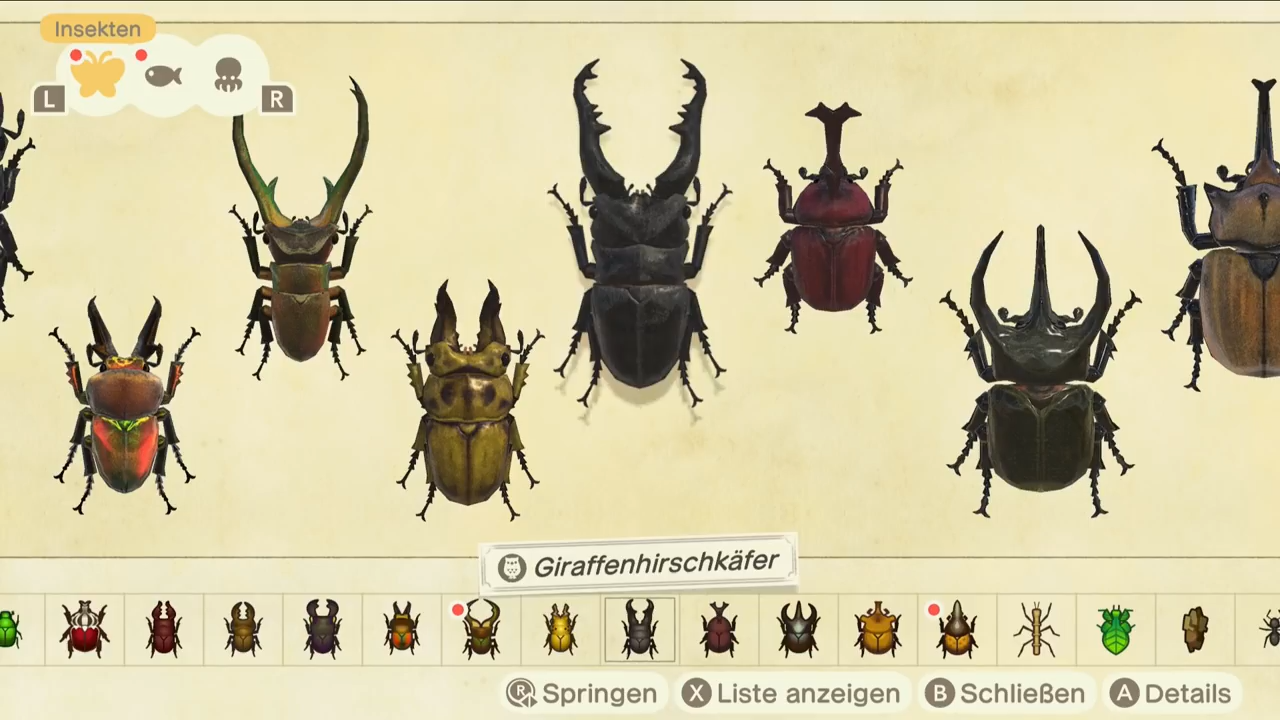 Insekten
L
R
Giraffenhirschkäfer
R Springen X Liste anzeigen B Schließen A Details